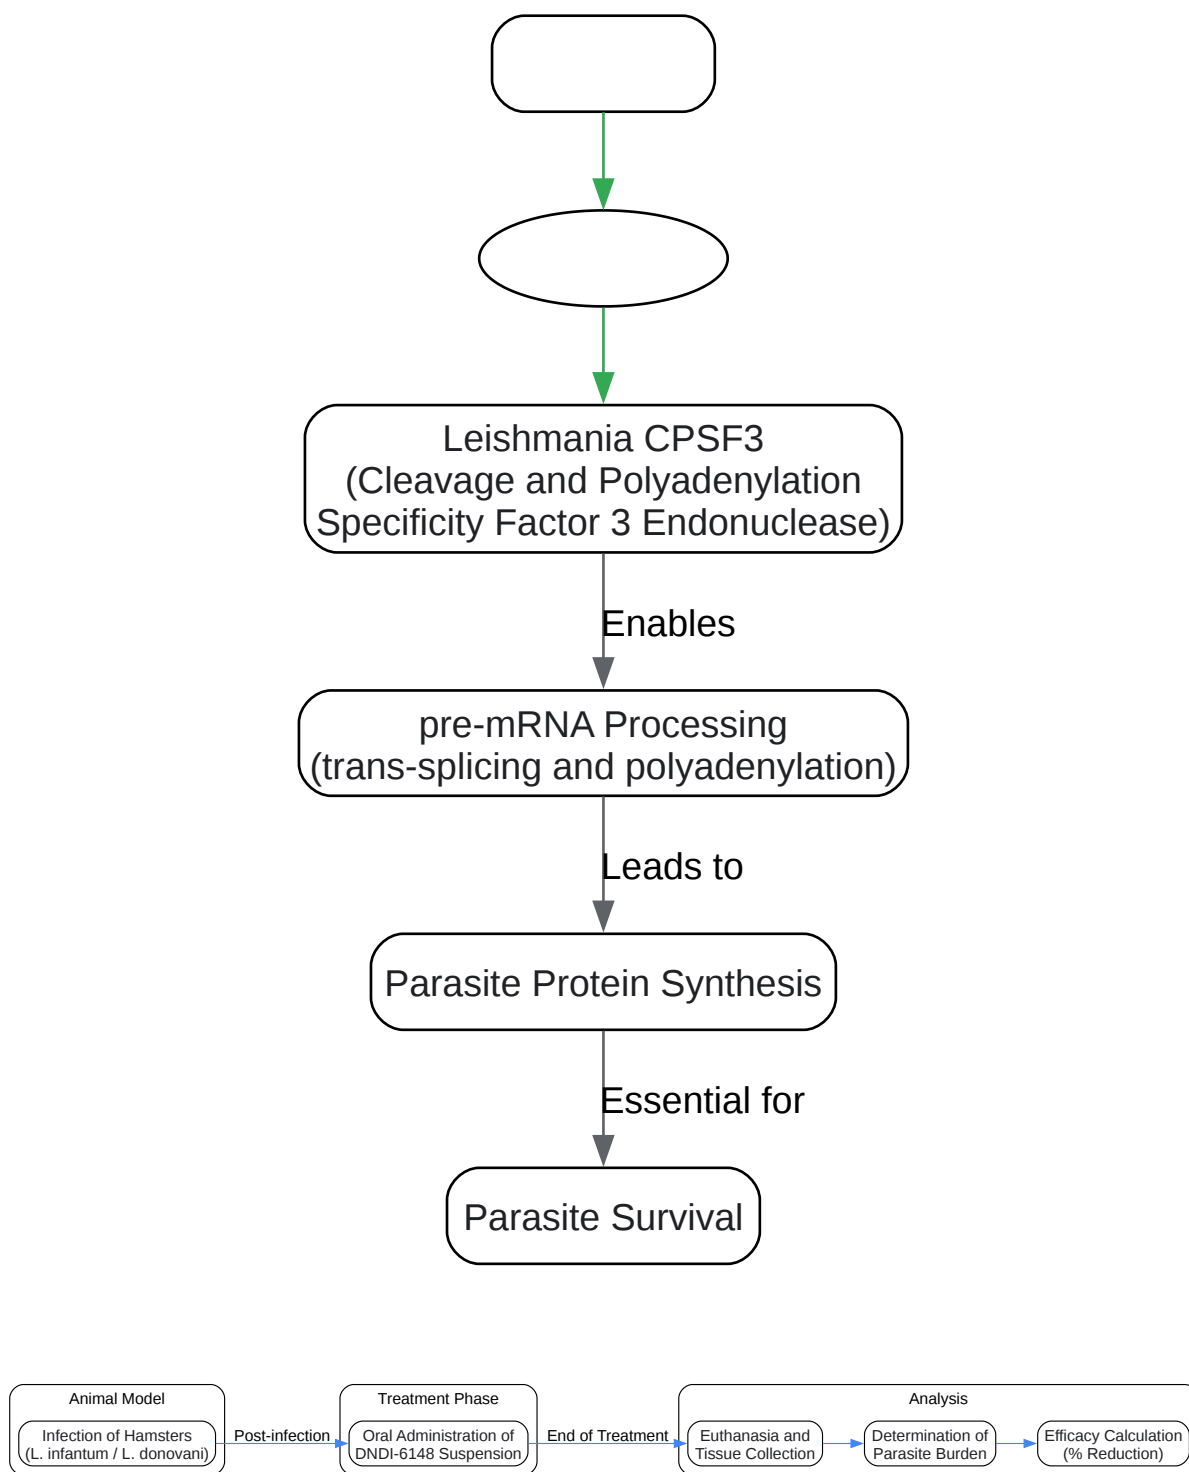 Leishmania CPSF3
(Cleavage and Polyadenylation
Specificity Factor 3 Endonuclease)
Enables
pre-mRNA Processing
(trans-splicing and polyadenylation)
Leads to
Parasite Protein Synthesis
Essential for
Parasite Survival
Animal Model
Infection of Hamsters
(L. infantum / L. donovani)
Post-infection
Treatment Phase
Oral Administration of
DNDI-6148 Suspension
End of Treatment
Analysis
Euthanasia and
Tissue Collection
Determination of
Parasite Burden
Efficacy Calculation
(% Reduction)